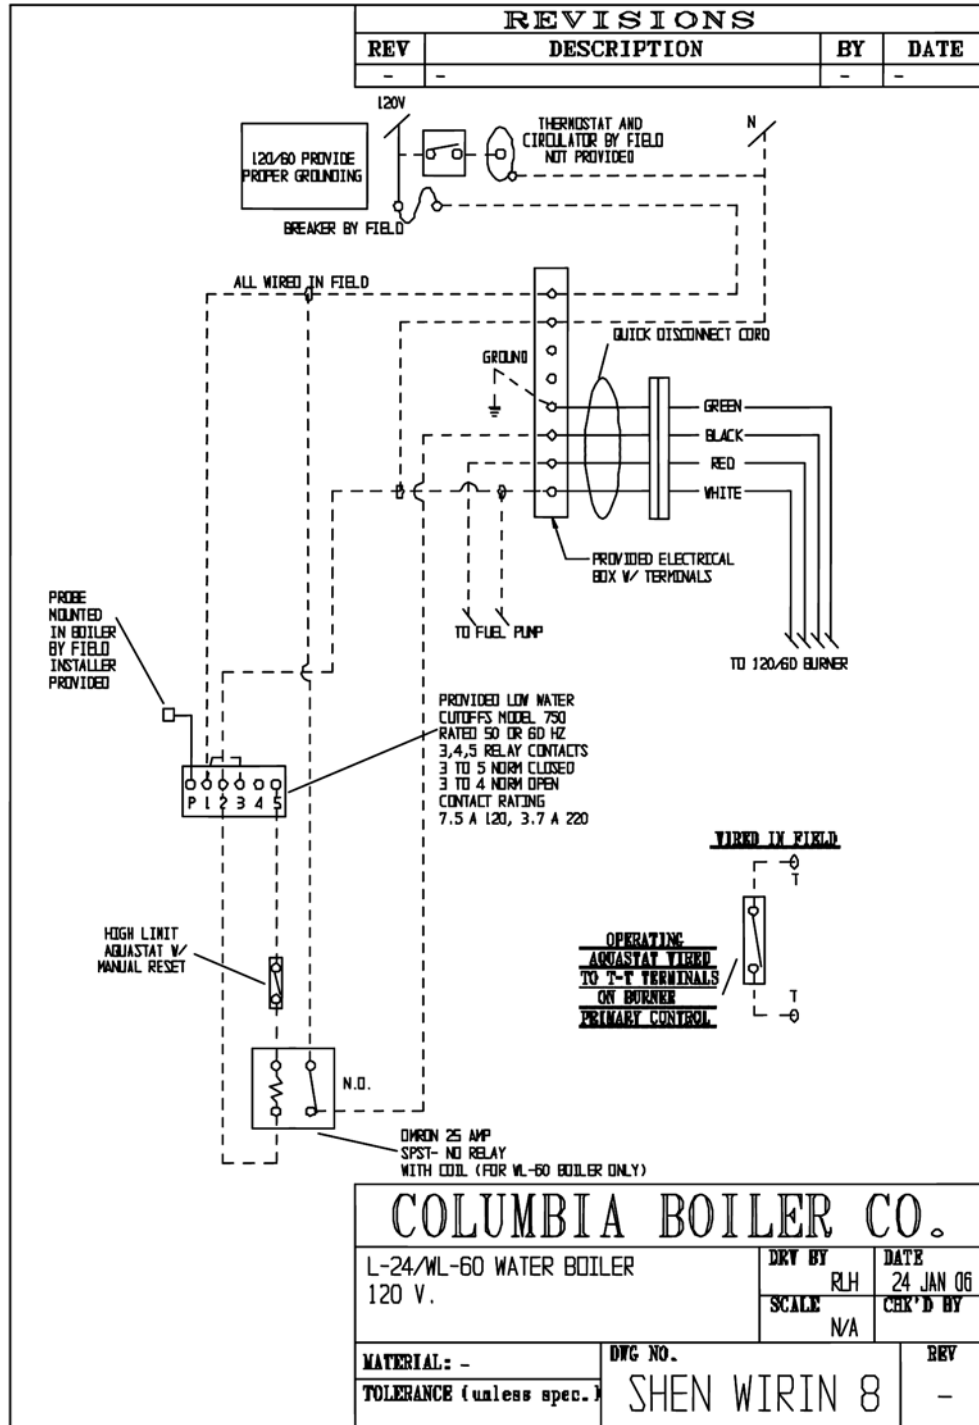 REVISIONS
REV DESCRIPTION BY DATE
- - - -
120V
120/60 PROVIDE
PROPER GROUNDING
THERMOSTAT AND
CIRCULATOR BY FIELD
NOT PROVIDED
N
BREAKER BY FIELD
ALL WIRED IN FIELD
QUICK DISCONNECT CORD
GROUND
GREEN
BLACK
RED
WHITE
PROVIDED ELECTRICAL
BOX W/ TERMINALS
TO FUEL PUMP
TO 120/60 BURNER
PROBE
MOUNTED
IN BOILER
BY FIELD
INSTALLER
PROVIDED
PROVIDED LOW WATER
CUTOFFS MODEL 750
RATED 50 OR 60 HZ
3,4,5 RELAY CONTACTS
3 TO 5 NORM CLOSED
3 TO 4 NORM OPEN
CONTACT RATING
7.5 A 120, 3.7 A 220
P 1 2 3 4 5
WIRED IN FIELD
T
HIGH LIMIT
AQUASTAT W/
MANUAL RESET
OPERATING
AQUASTAT WIRED
TO T-T TERMINALS
ON BURNER
PRIMARY CONTROL
T
N.O.
OMRON 25 AMP
SPST- NO RELAY
WITH COIL (FOR WL-60 BOILER ONLY)
COLUMBIA BOILER CO.
L-24/WL-60 WATER BOILER
120 V.
DRW BY
RLH
DATE
24 JAN 06
SCALE
N/A
CHK'D BY
MATERIAL: -
TOLERANCE (unless spec.)
DWG NO.
SHEN WIRIN 8
REV
-